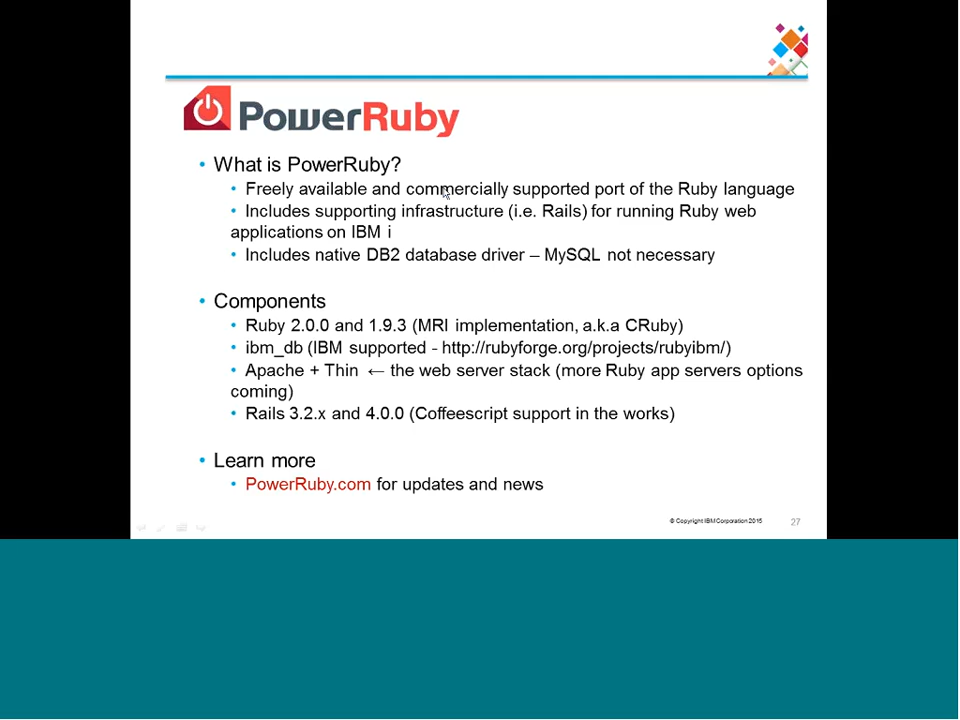 PowerRuby
• What is PowerRuby?
• Freely available and commercially supported port of the Ruby language
• Includes supporting infrastructure (i.e. Rails) for running Ruby web
applications on IBM i
• Includes native DB2 database driver – MySQL not necessary
• Components
• Ruby 2.0.0 and 1.9.3 (MRI implementation, a.k.a CRuby)
• ibm_db (IBM supported - http://rubyforge.org/projects/rubyibm/)
• Apache + Thin ← the web server stack (more Ruby app servers options
coming)
• Rails 3.2.x and 4.0.0 (Coffeescript support in the works)
• Learn more
• PowerRuby.com for updates and news
© Copyright IBM Corporation 2015 27